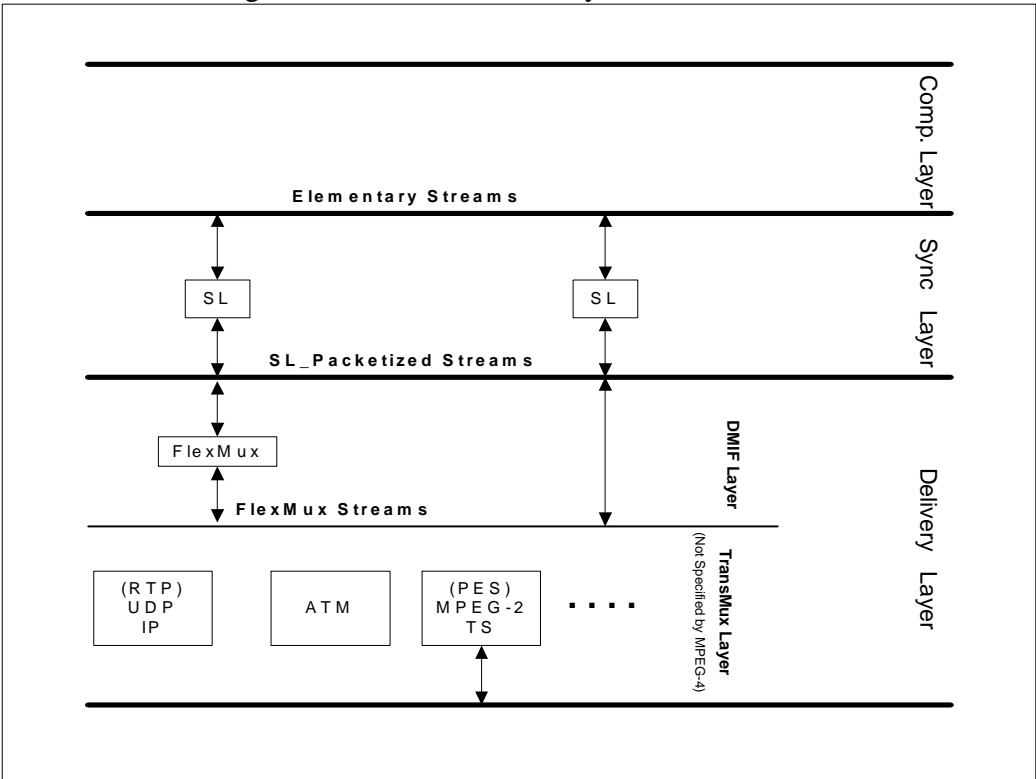 Comp. Layer
Elementary Streams
Sync Layer
SL
SL
SL_Packetized Streams
FlexMux
DMIF Layer
Delivery Layer
FlexMux Streams
TransMux Layer
(Not Specified by MPEG-4)
(RTP)
UDP
IP
ATM
(PES)
MPEG-2
TS
....